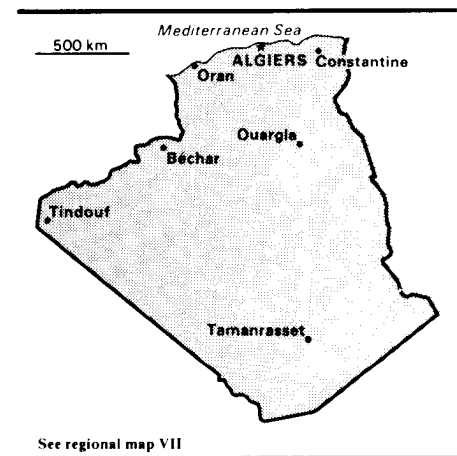 Mediterranean Sea
500 km
ALGIERS
Constantine
Oran
Ouargla
Béchar
Tindouf
Tamanrasset
See regional map VII